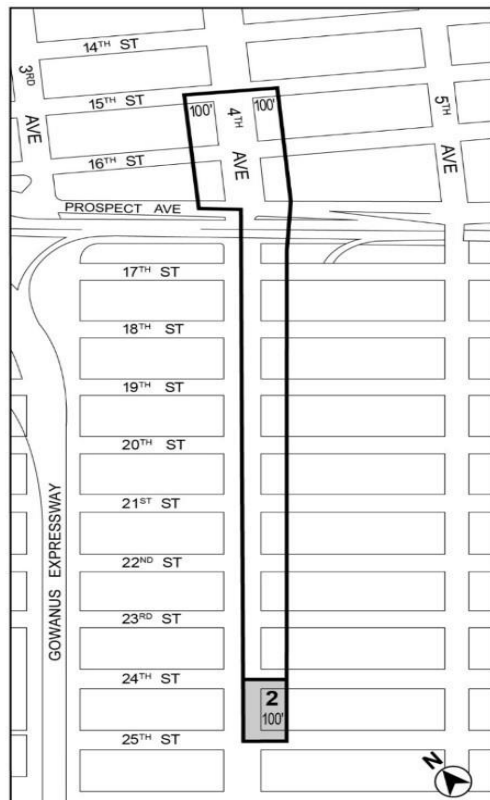 14TH ST
3RD AVE
15TH ST
100'
4TH AVE
100'
5TH AVE
16TH ST
PROSPECT AVE
17TH ST
18TH ST
19TH ST
20TH ST
21ST ST
GOWANUS EXPRESSWAY
22ND ST
23RD ST
24TH ST
2
100'
25TH ST
N